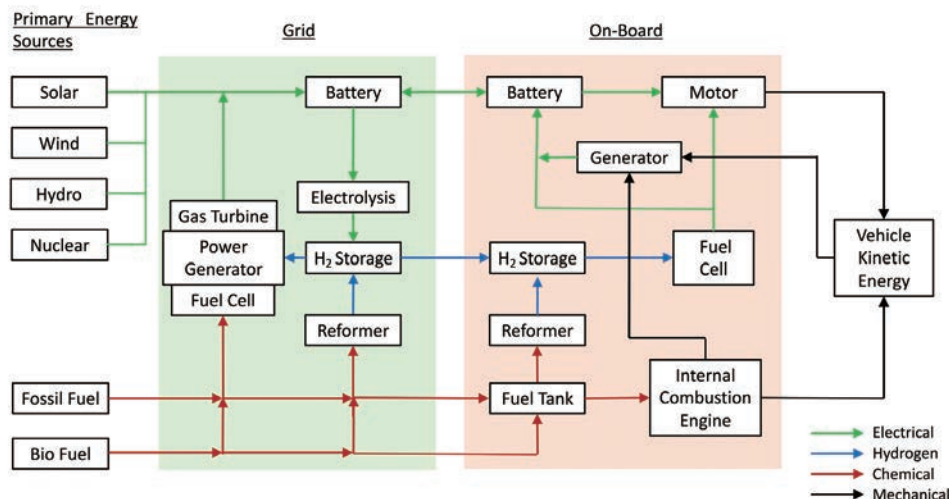 Primary Energy
Sources
Grid
On-Board
Solar
Battery
Battery
Motor
Wind
Generator
Hydro
Electrolysis
Gas Turbine
Nuclear
Power
Generator
H2 Storage
H2 Storage
Fuel
Cell
Vehicle
Kinetic
Energy
Fuel Cell
Reformer
Reformer
Fossil Fuel
Fuel Tank
Internal
Combustion
Engine
Bio Fuel
Electrical
Hydrogen
Chemical
Mechanical